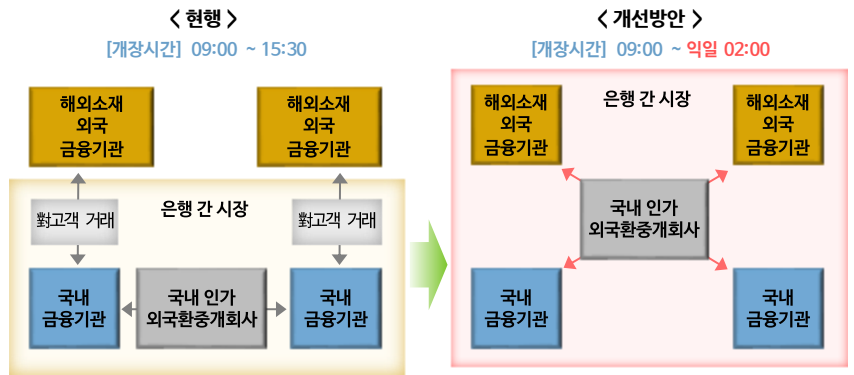 < 현행 >
[개장시간] 09:00 ~ 15:30
해외소재
외국
금융기관
해외소재
외국
금융기관
은행 간 시장
對고객 거래
對고객 거래
국내
금융기관
국내 인가
외국환중개회사
국내
금융기관
< 개선방안 >
[개장시간] 09:00 ~ 익일 02:00
은행 간 시장
해외소재
외국
금융기관
해외소재
외국
금융기관
국내 인가
외국환중개회사
국내
금융기관
국내
금융기관